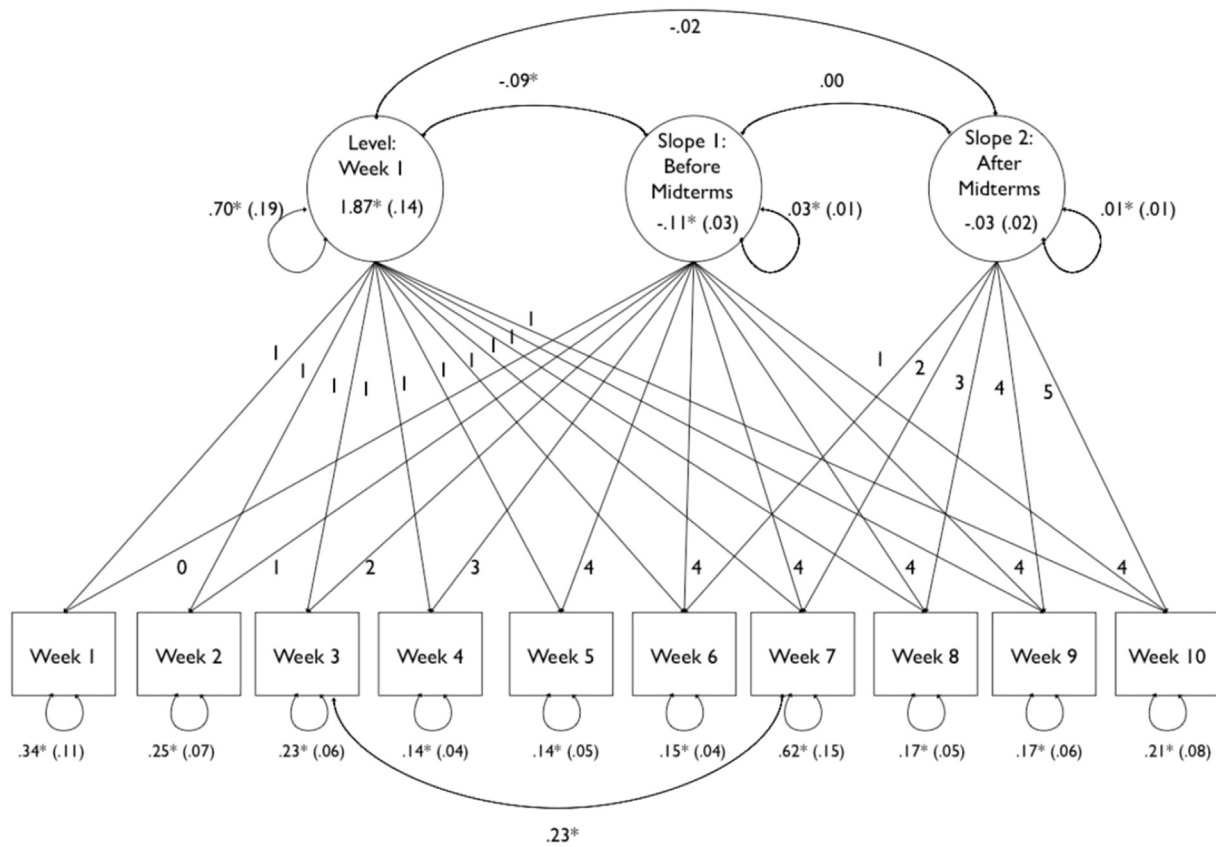 -.02
-.09*
.00
Level:
Week 1
1.87* (.14)
Slope 1:
Before
Midterms
-.11* (.03)
Slope 2:
After
Midterms
-.03 (.02)
.70* (.19)
.03* (.01)
.01* (.01)
1 1 1 1 1 1 1 1 1 1
1 2 3 4 5
0 1 2 3 4 4 4 4 4 4
Week 1 Week 2 Week 3 Week 4 Week 5 Week 6 Week 7 Week 8 Week 9 Week 10
.34* (.11) .25* (.07) .23* (.06) .14* (.04) .14* (.05) .15* (.04) .62* (.15) .17* (.05) .17* (.06) .21* (.08)
.23*